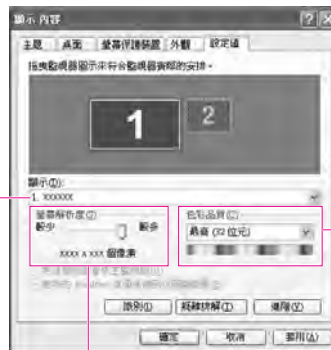 顯示 內容
主題 桌面 螢幕保護裝置 外觀 設定值
拖曳監視器圖示來符合監視器實際的安排。
1
2
顯示(D):
1. xxxxxx
螢幕解析度(S)
較少 較多
xxxx a xxx 個像素
色彩品質(C)
最高 (32 位元)
識別(I) 疑難排解(T) 進階(V)
確定 取消 套用(A)